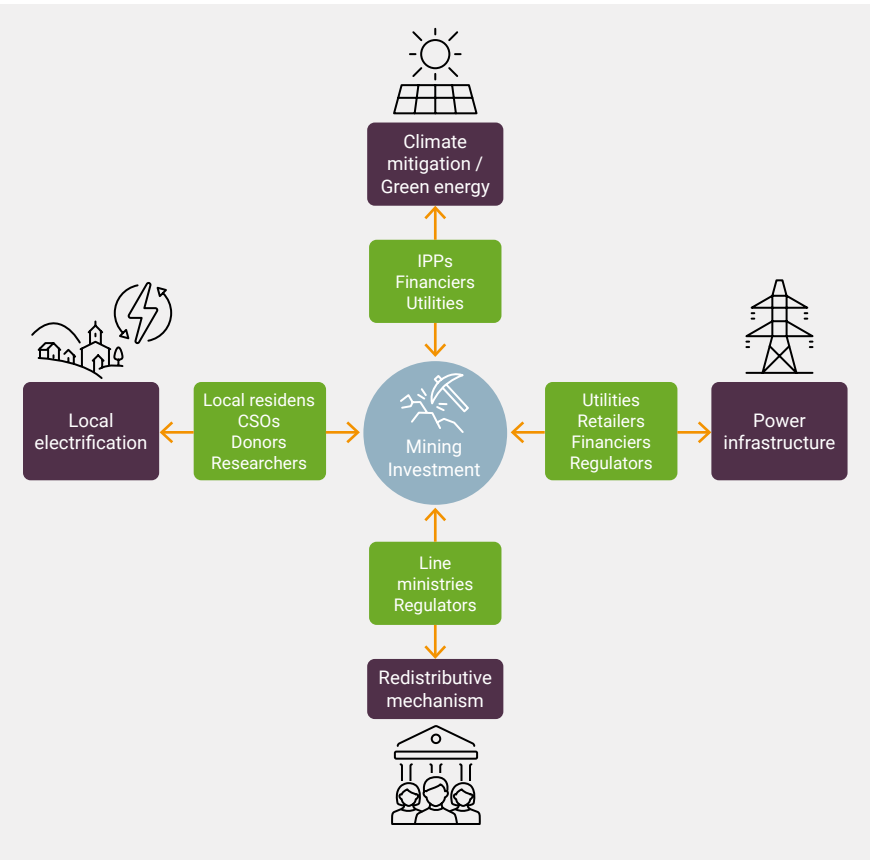 Climate
mitigation /
Green energy
IPPs
Financiers
Utilities
Local
electrification
Local residens
CSOs
Donors
Researchers
Mining
Investment
Utilities
Retailers
Financiers
Regulators
Power
infrastructure
Line
ministries
Regulators
Redistributive
mechanism